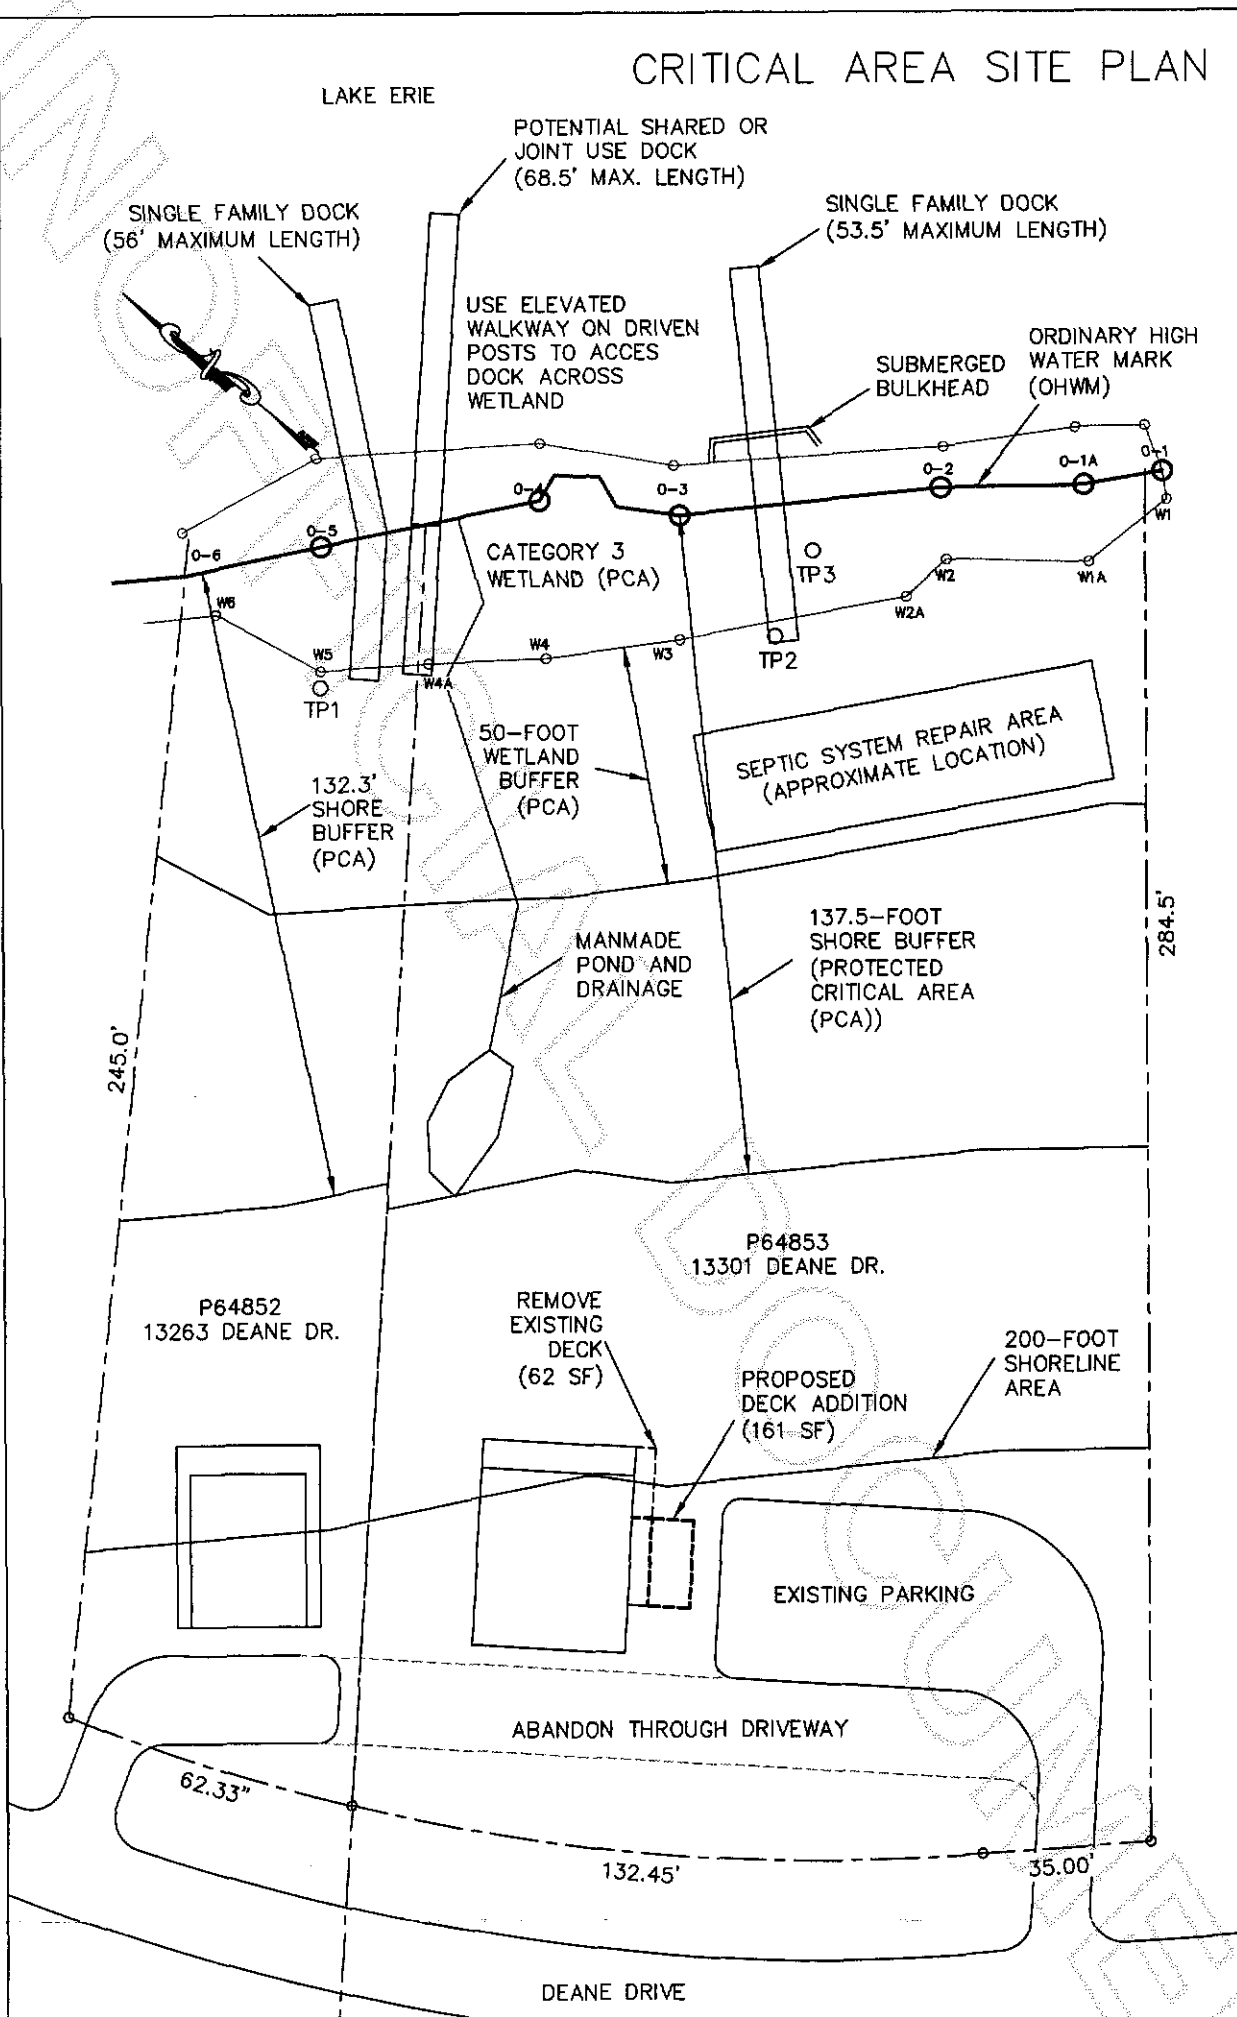 CRITICAL AREA SITE PLAN
LAKE ERIE
POTENTIAL SHARED OR
JOINT USE DOCK
(68.5' MAX. LENGTH)
SINGLE FAMILY DOCK
(56' MAXIMUM LENGTH)
SINGLE FAMILY DOCK
(53.5' MAXIMUM LENGTH)
USE ELEVATED
WALKWAY ON DRIVEN
POSTS TO ACCES
DOCK ACROSS
WETLAND
SUBMERGED
BULKHEAD
ORDINARY HIGH
WATER MARK
(OHWM)
O-6
O-5
O-4
O-3
O-2
O-1A
O-1
CATEGORY 3
WETLAND (PCA)
TP3
W1
W1A
W2
W2A
W3
W4
W4A
W5
W6
TP1
TP2
50-FOOT
WETLAND
BUFFER
(PCA)
SEPTIC SYSTEM REPAIR AREA
(APPROXIMATE LOCATION)
132.3'
SHORE
BUFFER
(PCA)
137.5-FOOT
SHORE BUFFER
(PROTECTED
CRITICAL AREA
(PCA))
MANMADE
POND AND
DRAINAGE
284.5'
245.0'
P64853
13301 DEANE DR.
P64852
13263 DEANE DR.
REMOVE
EXISTING
DECK
(62 SF)
PROPOSED
DECK ADDITION
(161 SF)
200-FOOT
SHORELINE
AREA
EXISTING PARKING
ABANDON THROUGH DRIVEWAY
62.33"
132.45'
35.00'
DEANE DRIVE
UNOFFICIAL DOCUME